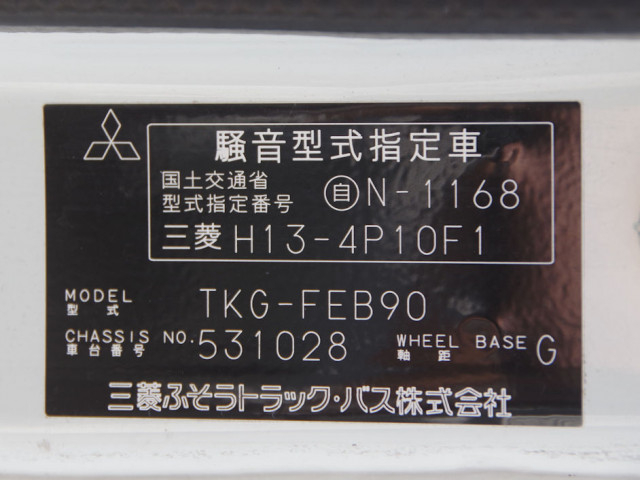 騒音型式指定車
国土交通省
型式指定番号 自N-1168
三菱 H13-4P10F1
MODEL
型式 TKG-FEB90
CHASSIS NO.
車台番号 531028 WHEEL BASE
軸距 G
三菱ふそうトラック・バス株式会社